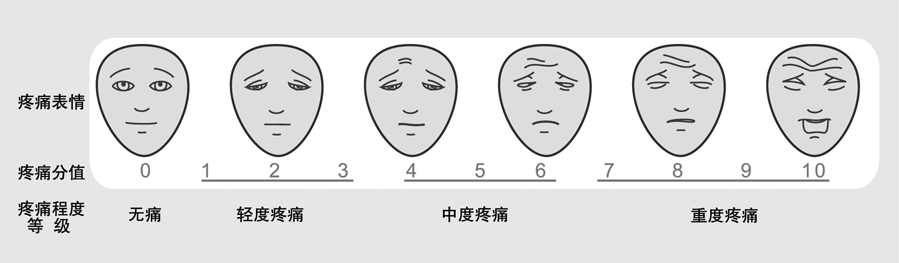 疼痛表情
疼痛分值 0 1 2 3 4 5 6 7 8 9 10
疼痛程度
等 级
无痛 轻度疼痛 中度疼痛 重度疼痛